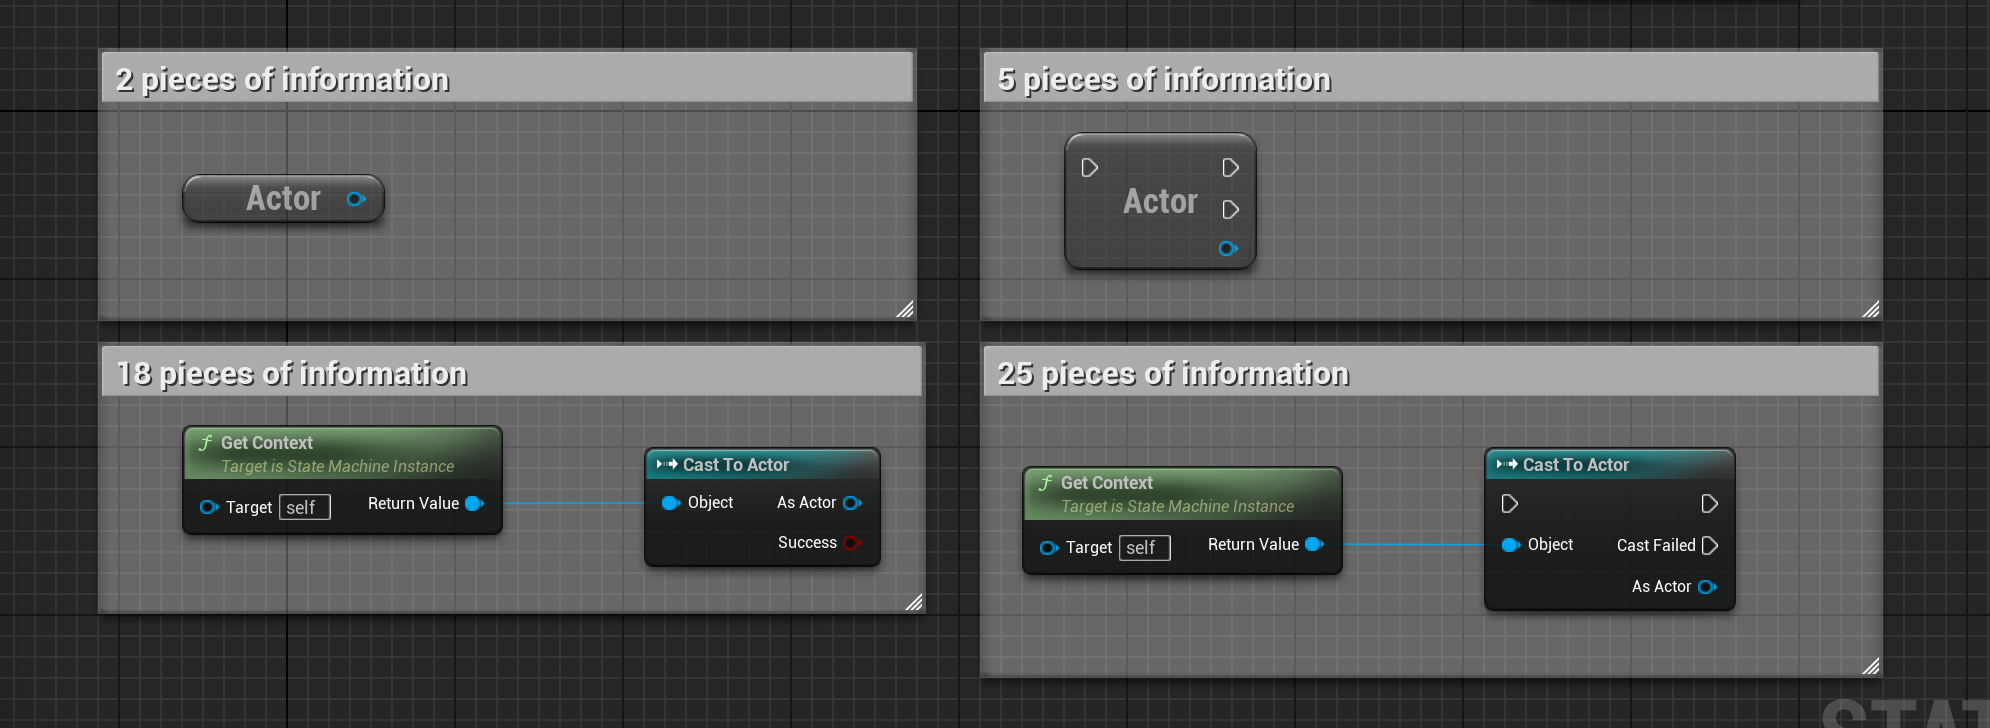 2 pieces of information
Actor
5 pieces of information
Actor
18 pieces of information
Get Context
Target is State Machine Instance
Target self Return Value
Cast To Actor
Object As Actor
Success
25 pieces of information
Get Context
Target is State Machine Instance
Target self Return Value
Cast To Actor
Object Cast Failed
As Actor